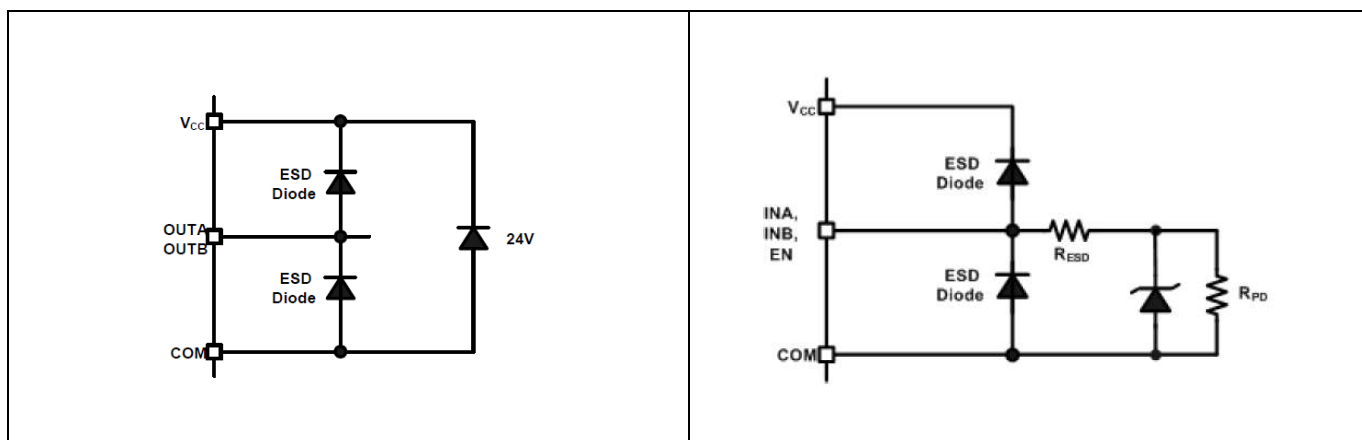 VCC
ESD
Diode
OUTA
OUTB
24V
ESD
Diode
COM
VCC
ESD
Diode
INA,
INB,
EN
RESD
ESD
Diode
RPD
COM